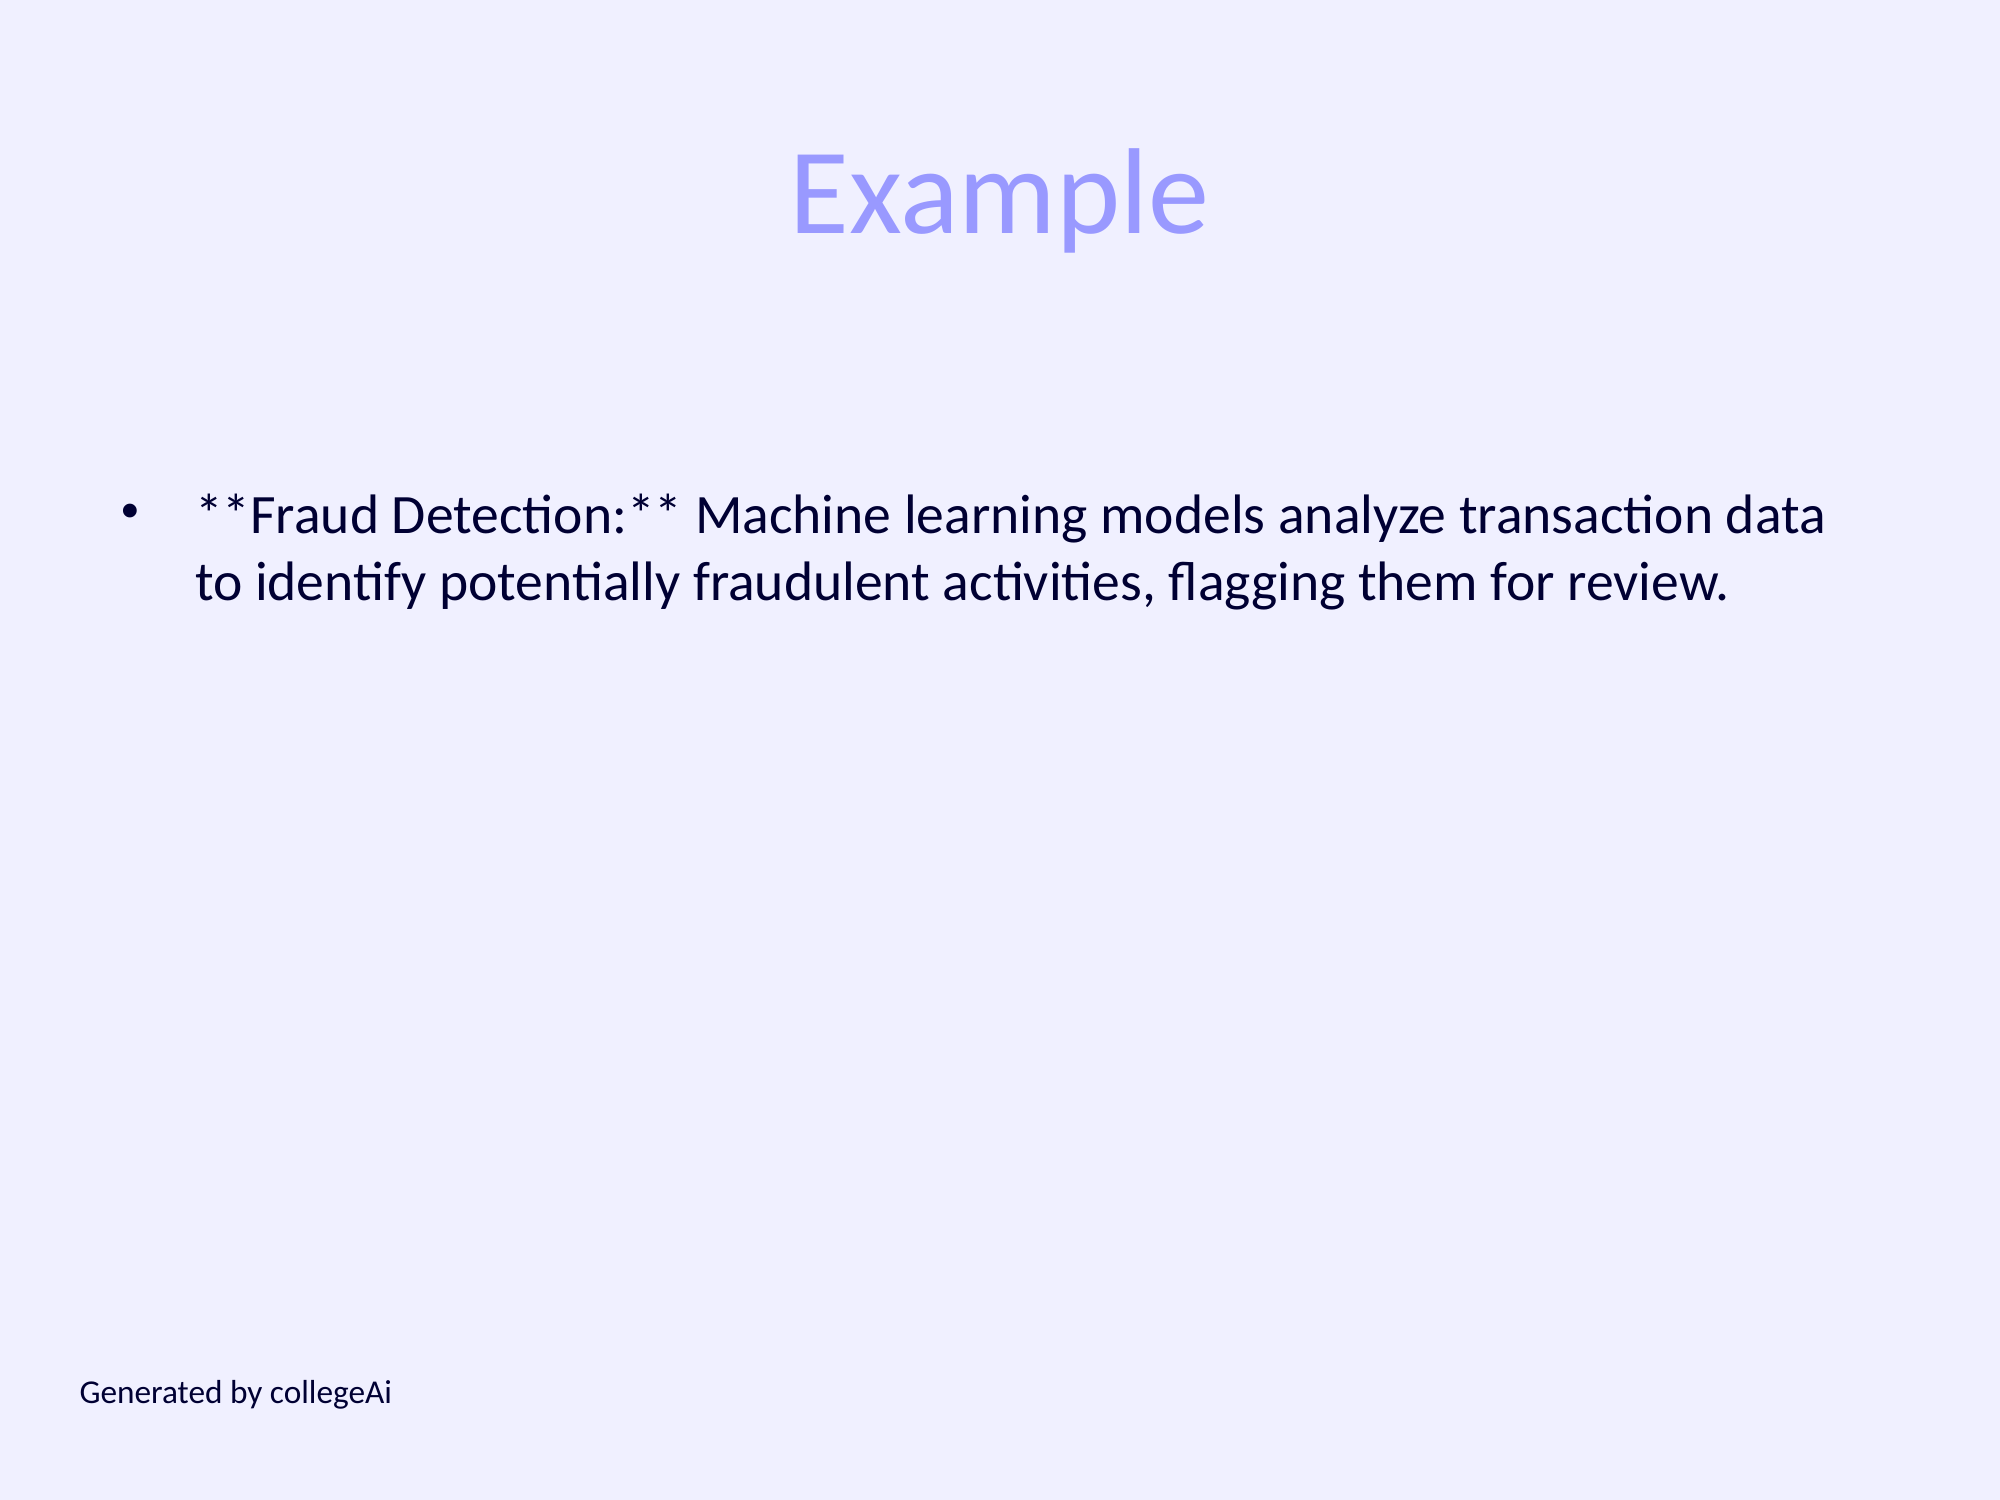 Example
• **Fraud Detection:** Machine learning models analyze transaction data
to identify potentially fraudulent activities, flagging them for review.
Generated by collegeAi